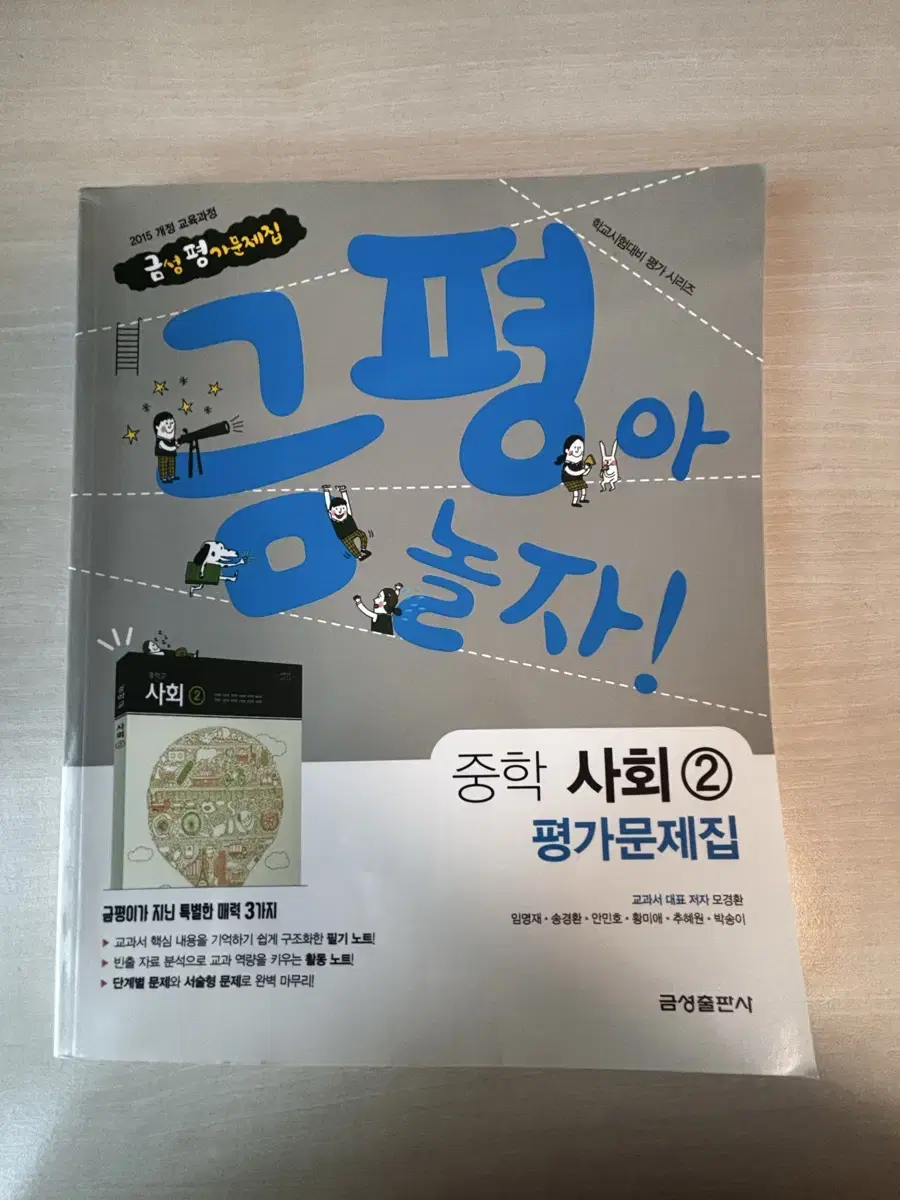 2015 개정 교육과정
금성평가문제집
학교시험대비 평가 시리즈
금평아
놀자!
중학교
사회 2
중학 사회 ②
평가문제집
교과서 대표 저자 모경환
임명재 • 송경환 • 안민호 • 황미애 • 추혜원 • 박송이
금평이가 지닌 특별한 매력 3가지
▶ 교과서 핵심 내용을 기억하기 쉽게 구조화한 필기 노트!
▶ 빈출 자료 분석으로 교과 역량을 키우는 활동 노트!
▶ 단계별 문제와 서술형 문제로 완벽 마무리!
금성출판사